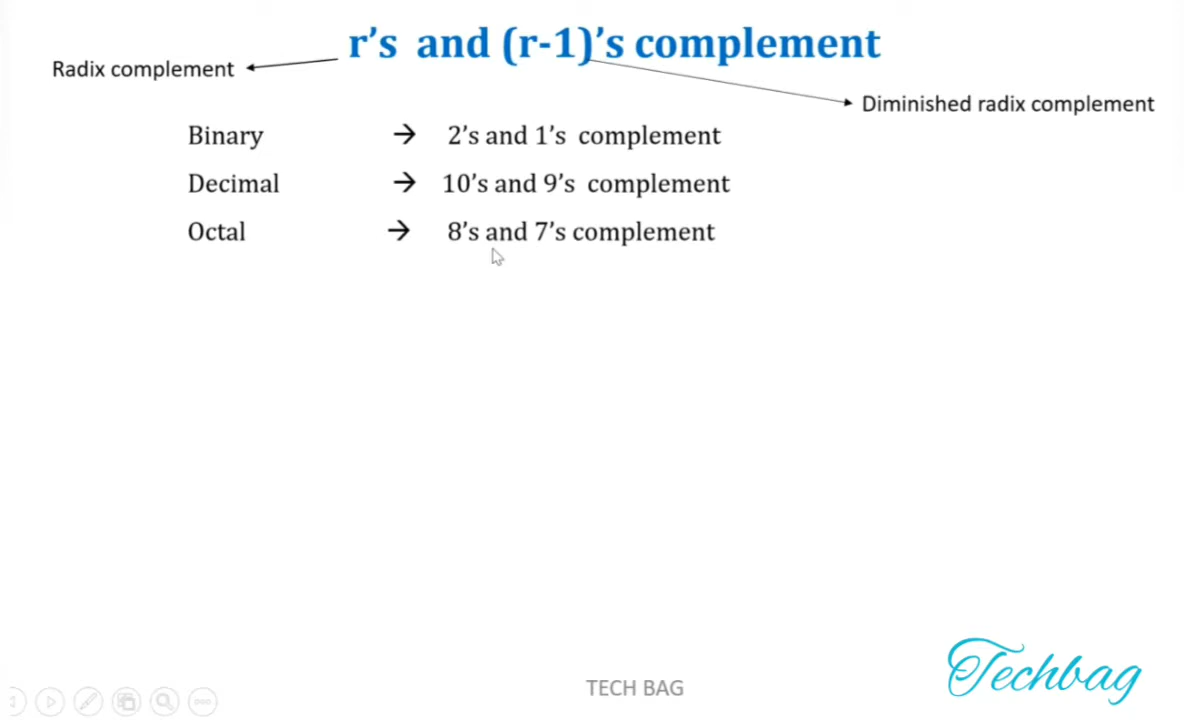 r’s and (r-1)’s complement
Radix complement
Diminished radix complement
Binary → 2’s and 1’s complement
Decimal → 10’s and 9’s complement
Octal → 8’s and 7’s complement
TECH BAG
Techbag